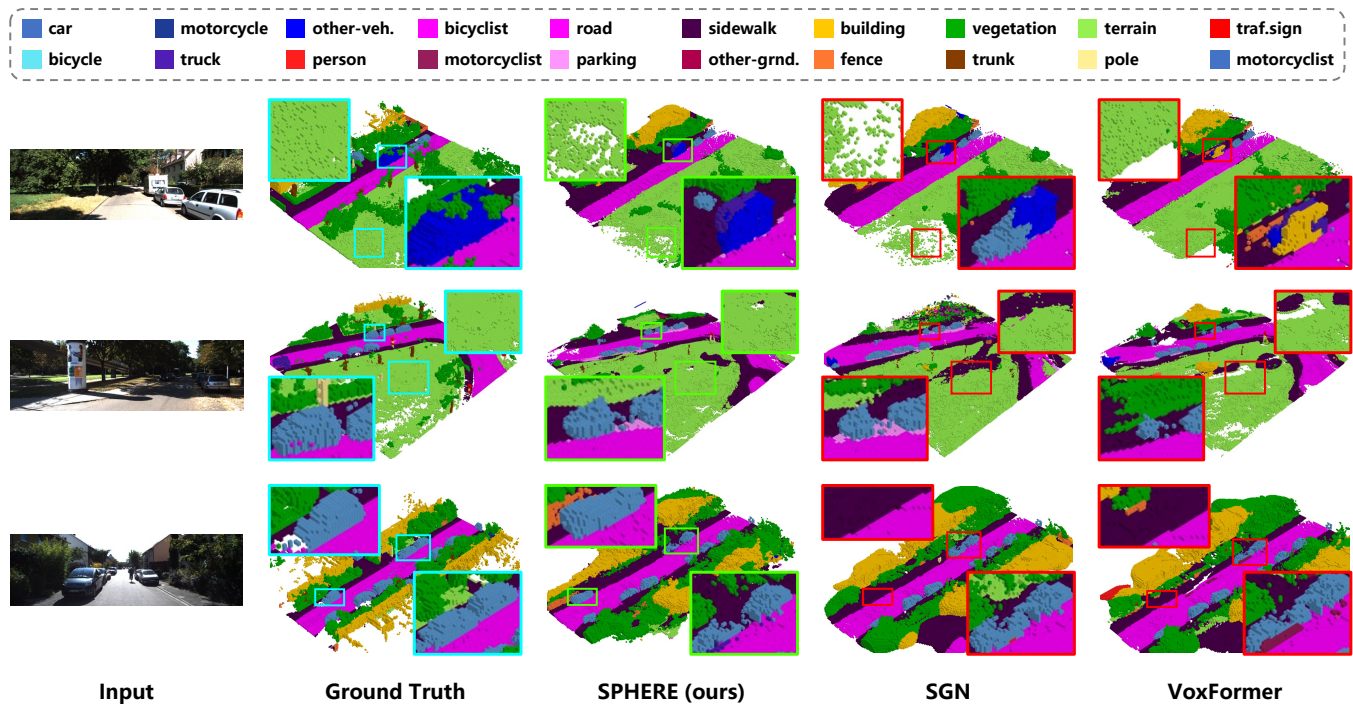 car motorcycle other-veh. bicyclist road sidewalk building vegetation terrain traf.sign
bicycle truck person motorcyclist parking other-grnd. fence trunk pole motorcyclist
Input Ground Truth SPHERE (ours) SGN VoxFormer